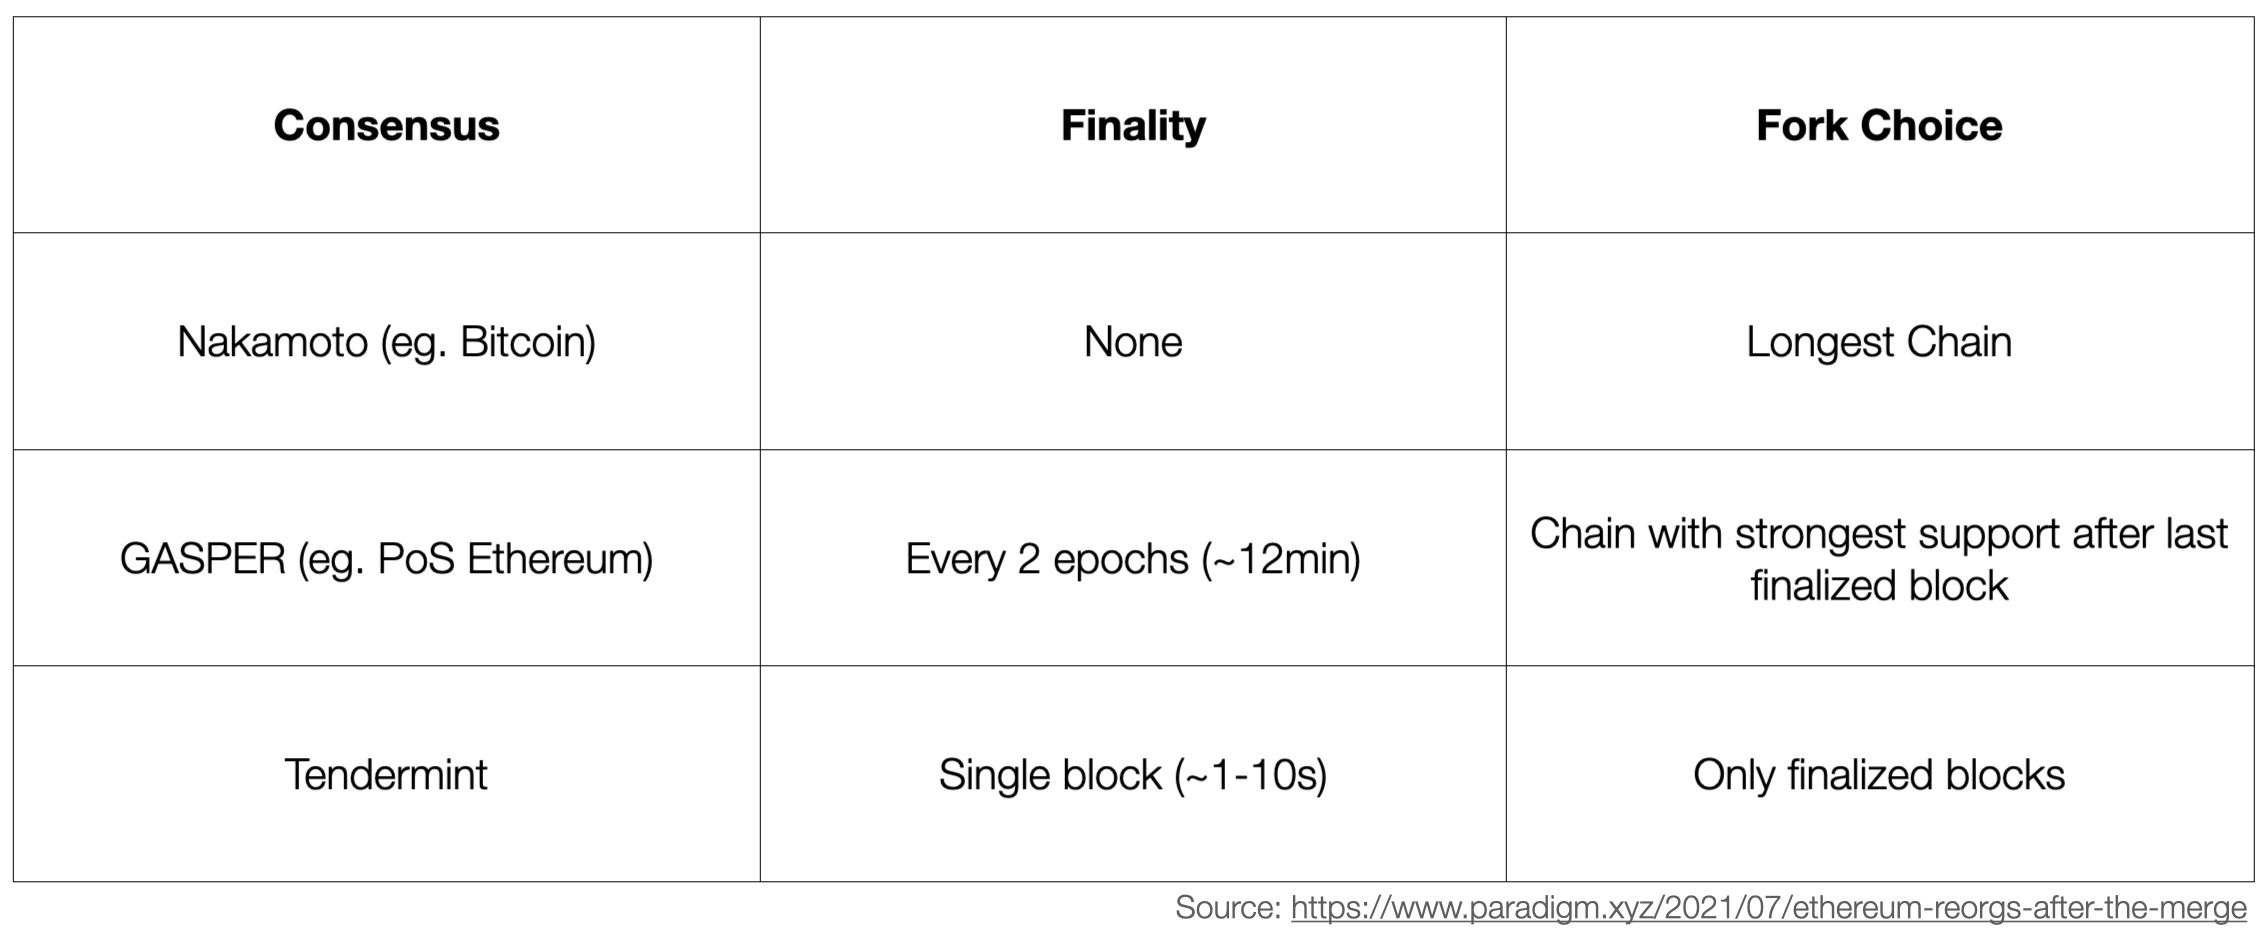 Consensus
Finality
Fork Choice
Nakamoto (eg. Bitcoin)
None
Longest Chain
GASPER (eg. PoS Ethereum)
Every 2 epochs (~12min)
Chain with strongest support after last
finalized block
Tendermint
Single block (~1-10s)
Only finalized blocks
Source: https://www.paradigm.xyz/2021/07/ethereum-reorgs-after-the-merge